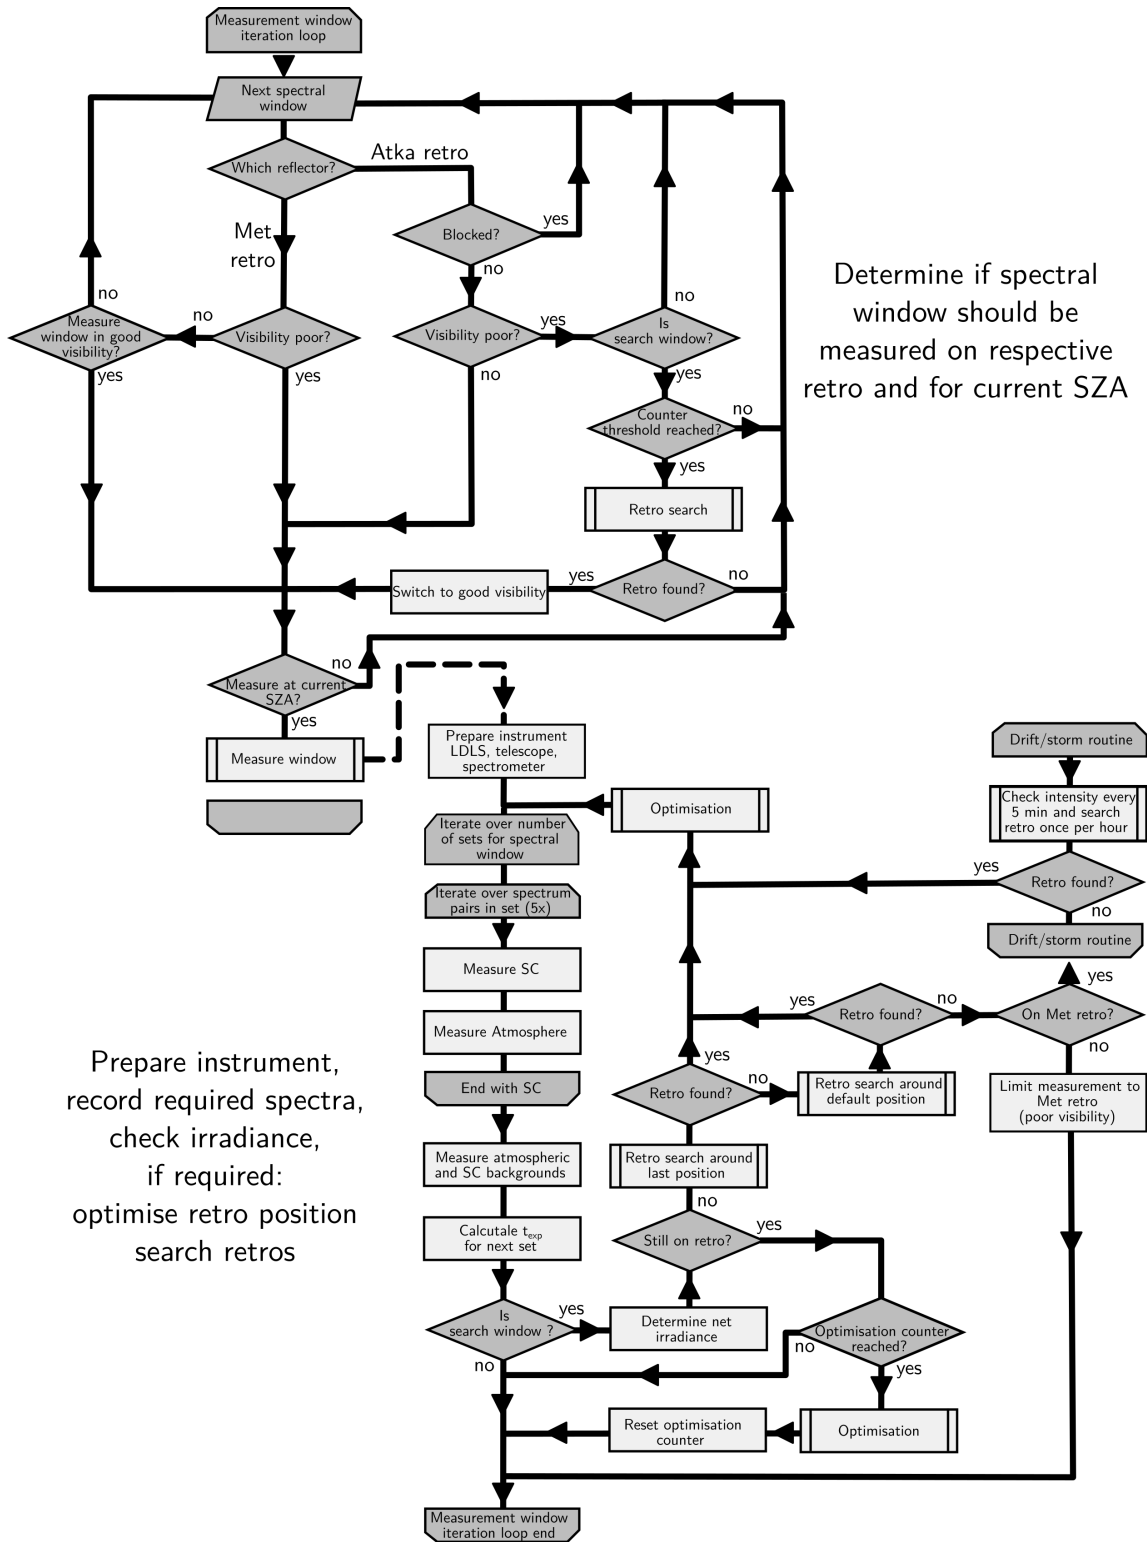 Measurement window
iteration loop
Next spectral
window
Which reflector?
Atka retro
Met
retro
Blocked?
yes
no
no
no
Measure
window in good
visibility?
no
Visibility poor?
Visibility poor?
yes
Is
search window?
yes
yes
no
yes
Counter
threshold reached?
no
yes
Retro search
Switch to good visibility
yes
Retro found?
no
Determine if spectral
window should be
measured on respective
retro and for current SZA
no
Measure at current
SZA?
yes
Measure window
Prepare instrument
LDLS, telescope,
spectrometer
Optimisation
Drift/storm routine
Check intensity every
5 min and search
retro once per hour
yes
Retro found?
no
Drift/storm routine
Iterate over number
of sets for spectral
window
Iterate over spectrum
pairs in set (5x)
Measure SC
Measure Atmosphere
End with SC
Measure atmospheric
and SC backgrounds
Calcutale texp
for next set
Is
search window ?
yes
no
yes
Retro found?
no
On Met retro?
yes
no
yes
Retro found?
no
Retro search around
default position
Limit measurement to
Met retro
(poor visibility)
Retro search around
last position
no
Still on retro?
yes
Determine net
irradiance
Optimisation counter
reached?
no
yes
Reset optimisation
counter
Optimisation
Measurement window
iteration loop end
Prepare instrument,
record required spectra,
check irradiance,
if required:
optimise retro position
search retros